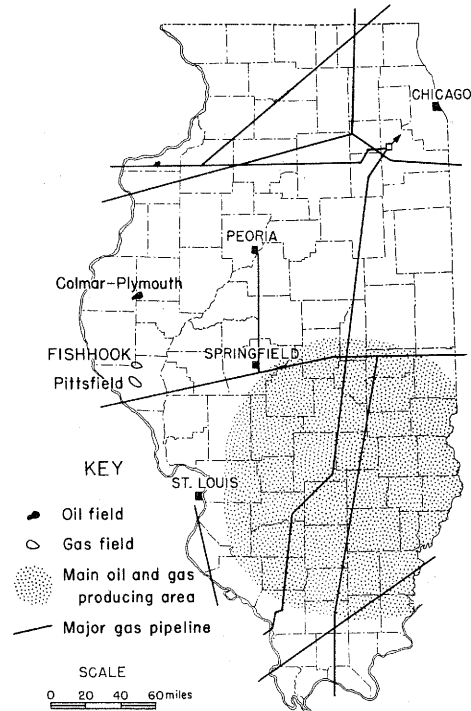 CHICAGO
PEORIA
Colmar-Plymouth
FISHHOOK
SPRINGFIELD
Pittsfield
KEY
ST. LOUIS
Oil field
Gas field
Main oil and gas
producing area
Major gas pipeline
SCALE
0 20 40 60 miles